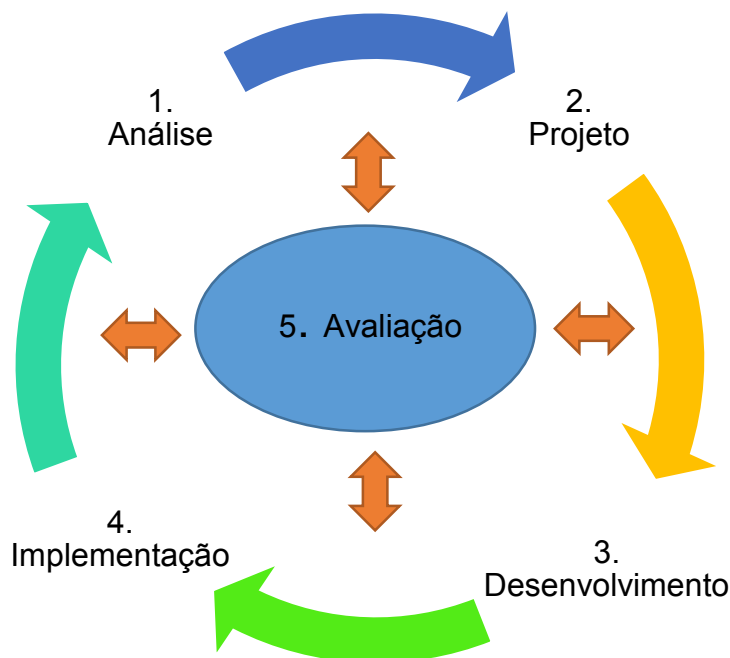 1.
Análise
2.
Projeto
5. Avaliação
4.
Implementação
3.
Desenvolvimento